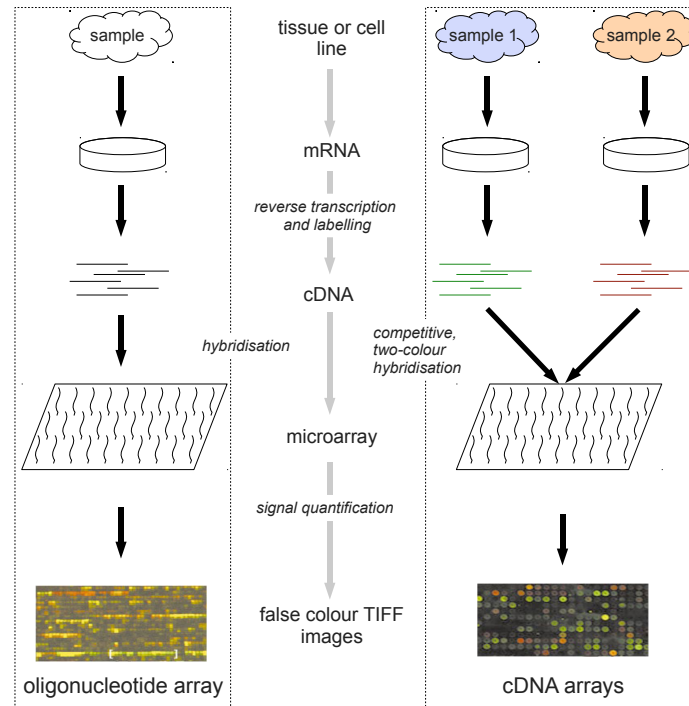 sample
tissue or cell
line
sample 1
sample 2
mRNA
reverse transcription
and labelling
cDNA
hybridisation
competitive,
two-colour
hybridisation
microarray
signal quantification
false colour TIFF
images
oligonucleotide array
cDNA arrays